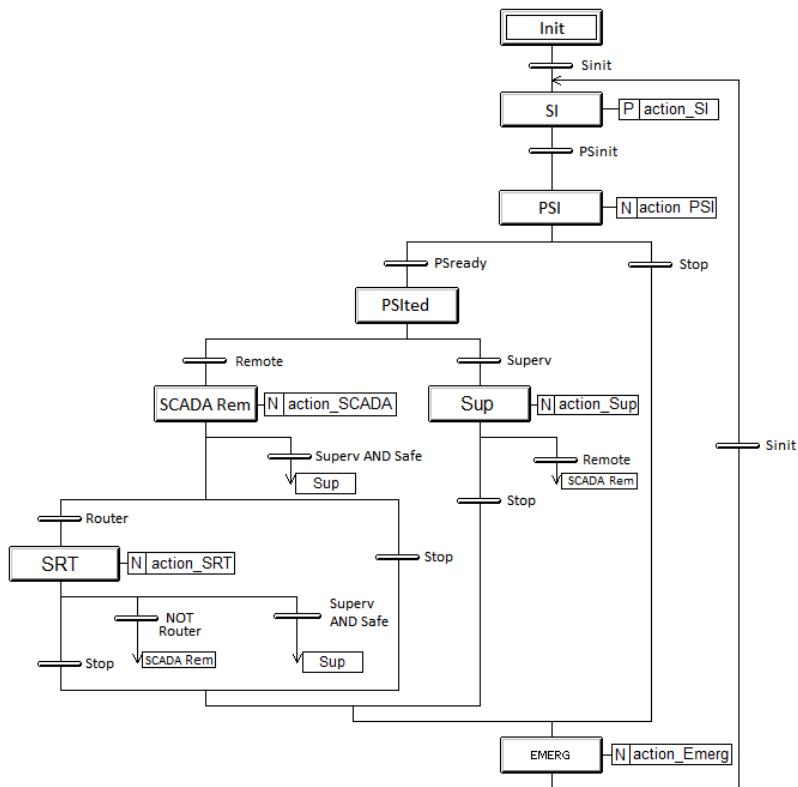 Init
Sinit
SI
P action_SI
PSinit
PSI
N action PSI
PSready
Stop
PSIted
Remote
Superv
SCADA Rem
N action_SCADA
Sup
N action_Sup
Sinit
Superv AND Safe
Sup
Remote
SCADA Rem
Stop
Router
Stop
SRT
N action_SRT
NOT
Router
Superv
AND Safe
Stop
SCADA Rem
Sup
EMERG
N action_Emerg